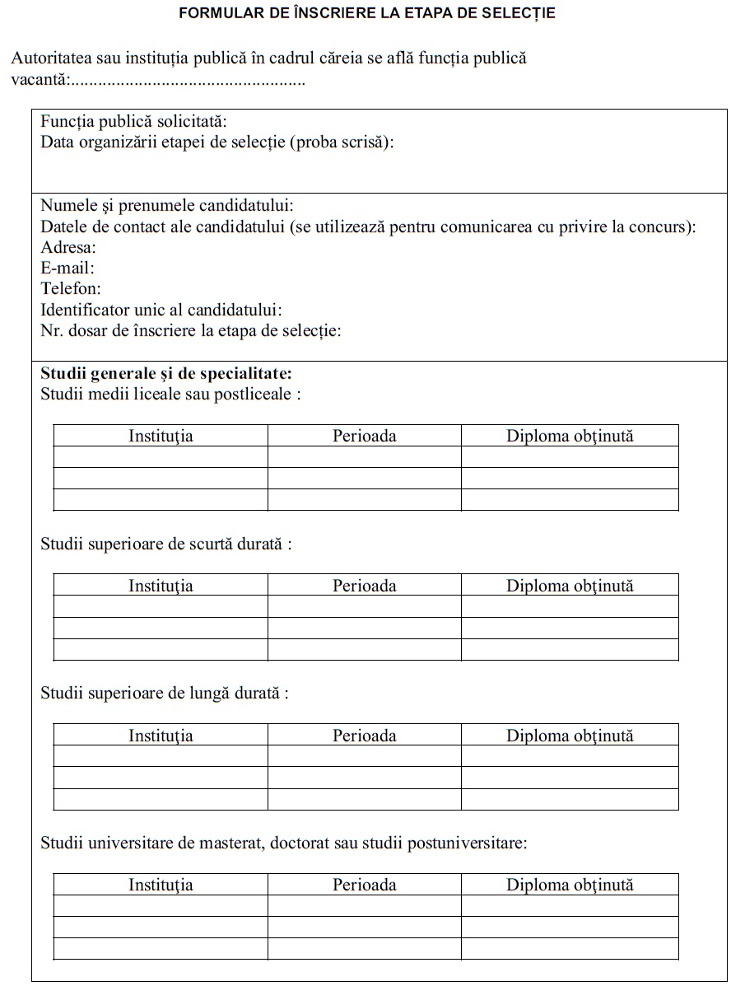 FORMULAR DE ÎNSCRIERE LA ETAPA DE SELECȚIE
Autoritatea sau instituția publică în cadrul căreia se află funcția publică
vacantă:....................................................
Funcția publică solicitată:
Data organizării etapei de selecție (proba scrisă):
Numele şi prenumele candidatului:
Datele de contact ale candidatului (se utilizează pentru comunicarea cu privire la concurs):
Adresa:
E-mail:
Telefon:
Identificator unic al candidatului:
Nr. dosar de înscriere la etapa de selecție:
Studii generale şi de specialitate:
Studii medii liceale sau postliceale :
Instituţia Perioada Diploma obţinută
Studii superioare de scurtă durată :
Instituţia Perioada Diploma obţinută
Studii superioare de lungă durată :
Instituţia Perioada Diploma obţinută
Studii universitare de masterat, doctorat sau studii postuniversitare:
Instituţia Perioada Diploma obţinută